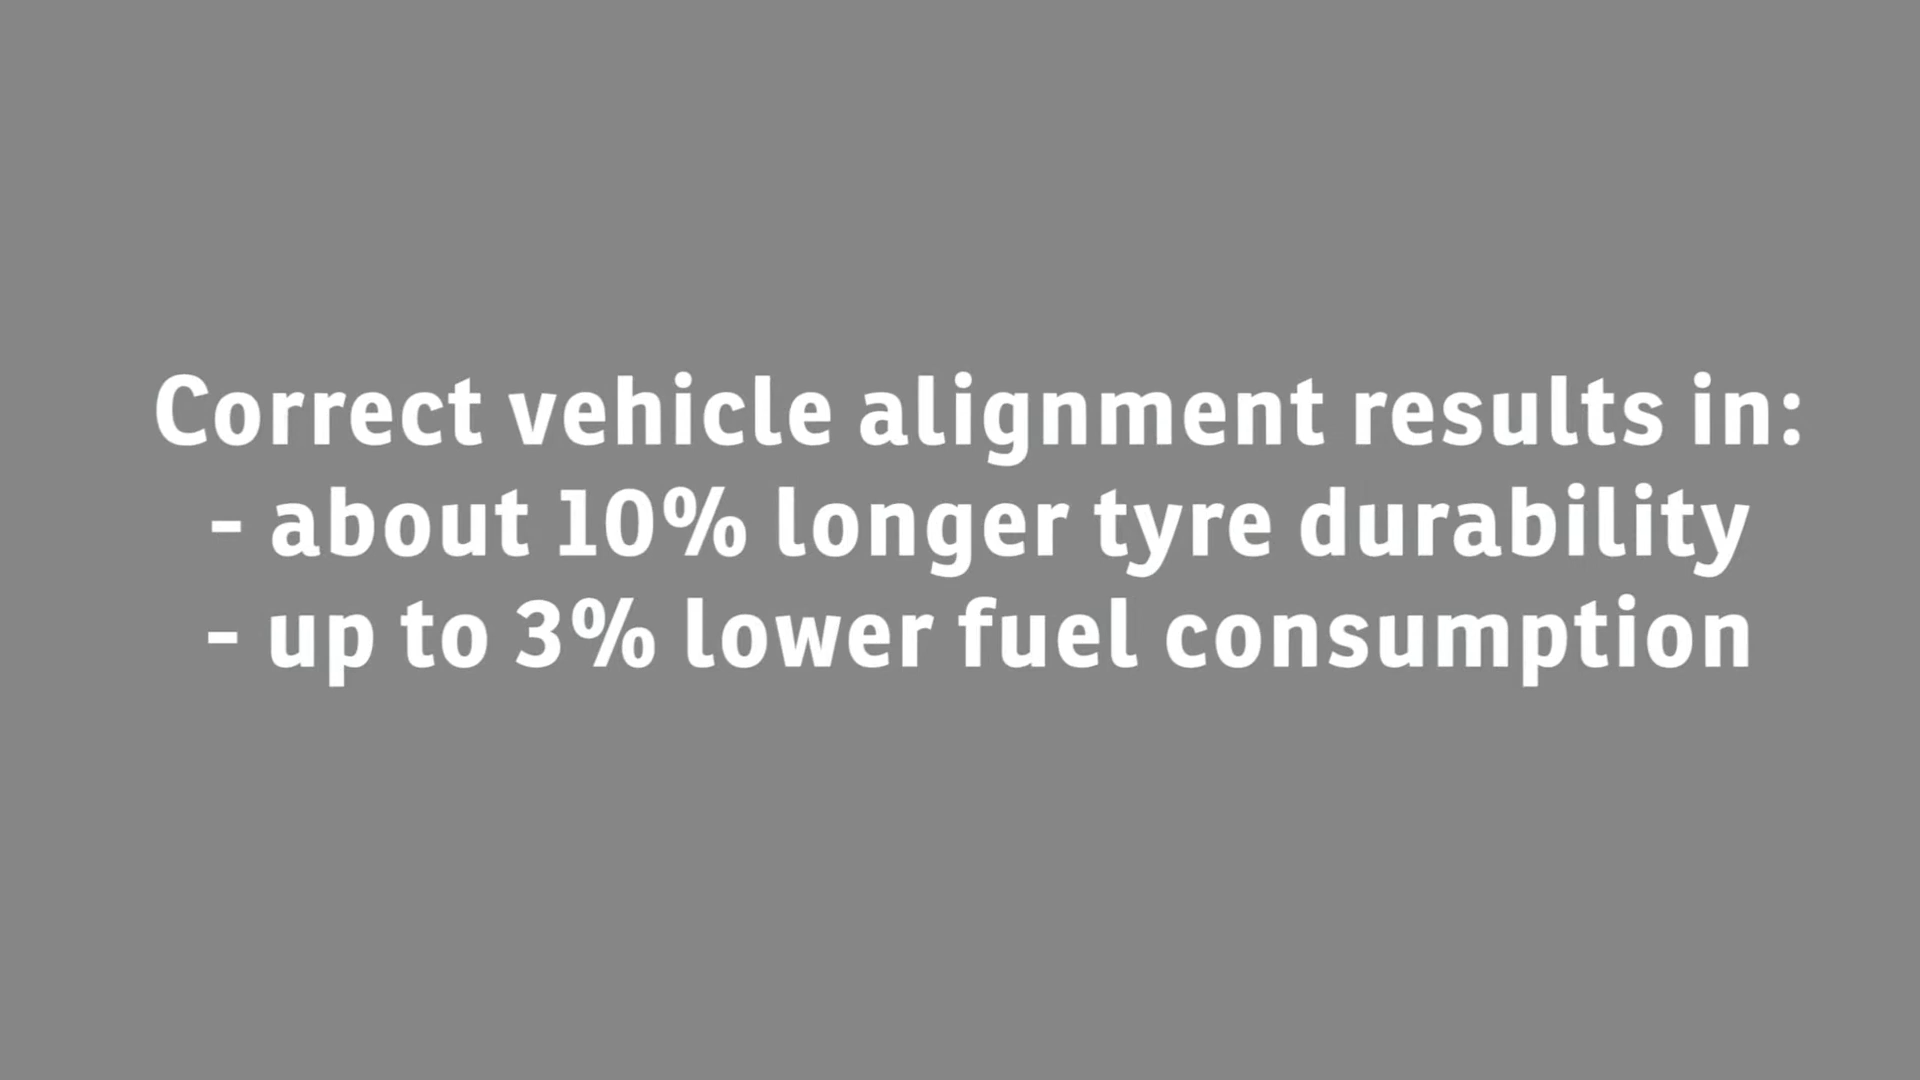 Correct vehicle alignment results in:
- about 10% longer tyre durability
- up to 3% lower fuel consumption